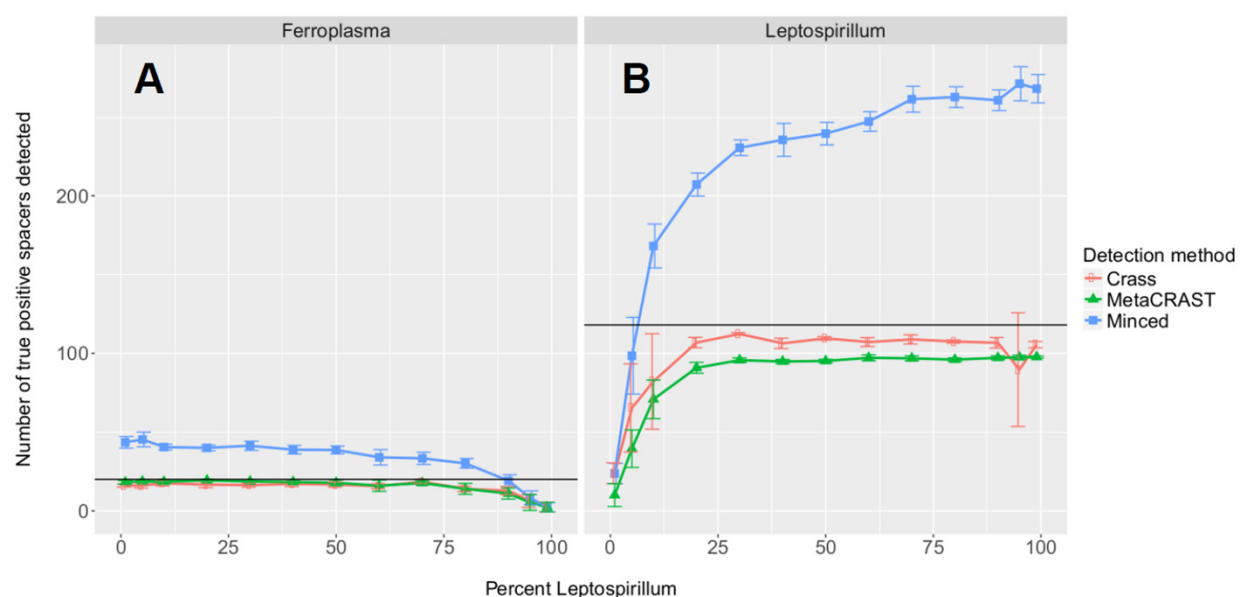 Ferroplasma
Leptospirillum
A
B
Number of true positive spacers detected
200
100
0
0
25
50
75
100
0
25
50
75
100
Percent Leptospirillum
Detection method
Crass
MetaCRAST
Minced